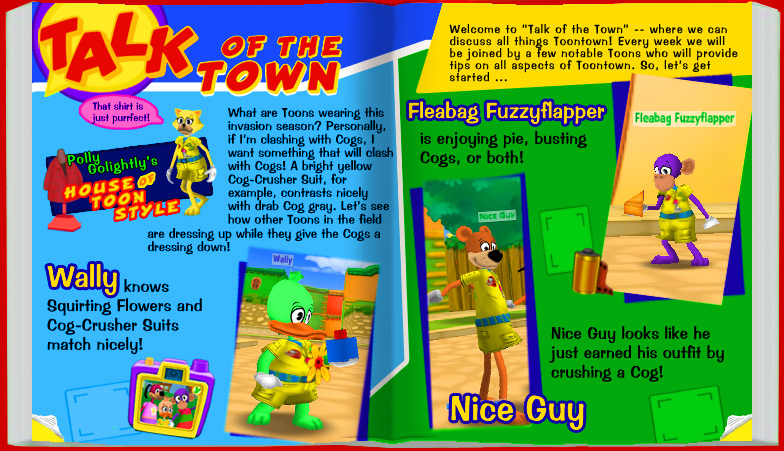 TALK OF THE TOWN
That shirt is
just purrfect!
Polly
Golightly's
HOUSE OF
TOON
STYLE
What are Toons wearing this
invasion season? Personally,
if I'm clashing with Cogs, I
want something that will clash
with Cogs! A bright yellow
Cog-Crusher Suit, for
example, contrasts nicely
with drab Cog gray. Let's see
how other Toons in the field
are dressing up while they give the Cogs a
dressing down!
Wally knows
Squirting Flowers and
Cog-Crusher Suits
match nicely!
Wally
Welcome to "Talk of the Town" -- where we can
discuss all things Toontown! Every week we will
be joined by a few notable Toons who will provide
tips on all aspects of Toontown. So, let's get
started ...
Fleabag Fuzzyflapper
is enjoying pie, busting
Cogs, or both!
Fleabag Fuzzyflapper
Nice Guy
Nice Guy looks like he
just earned his outfit by
crushing a Cog!
Nice Guy